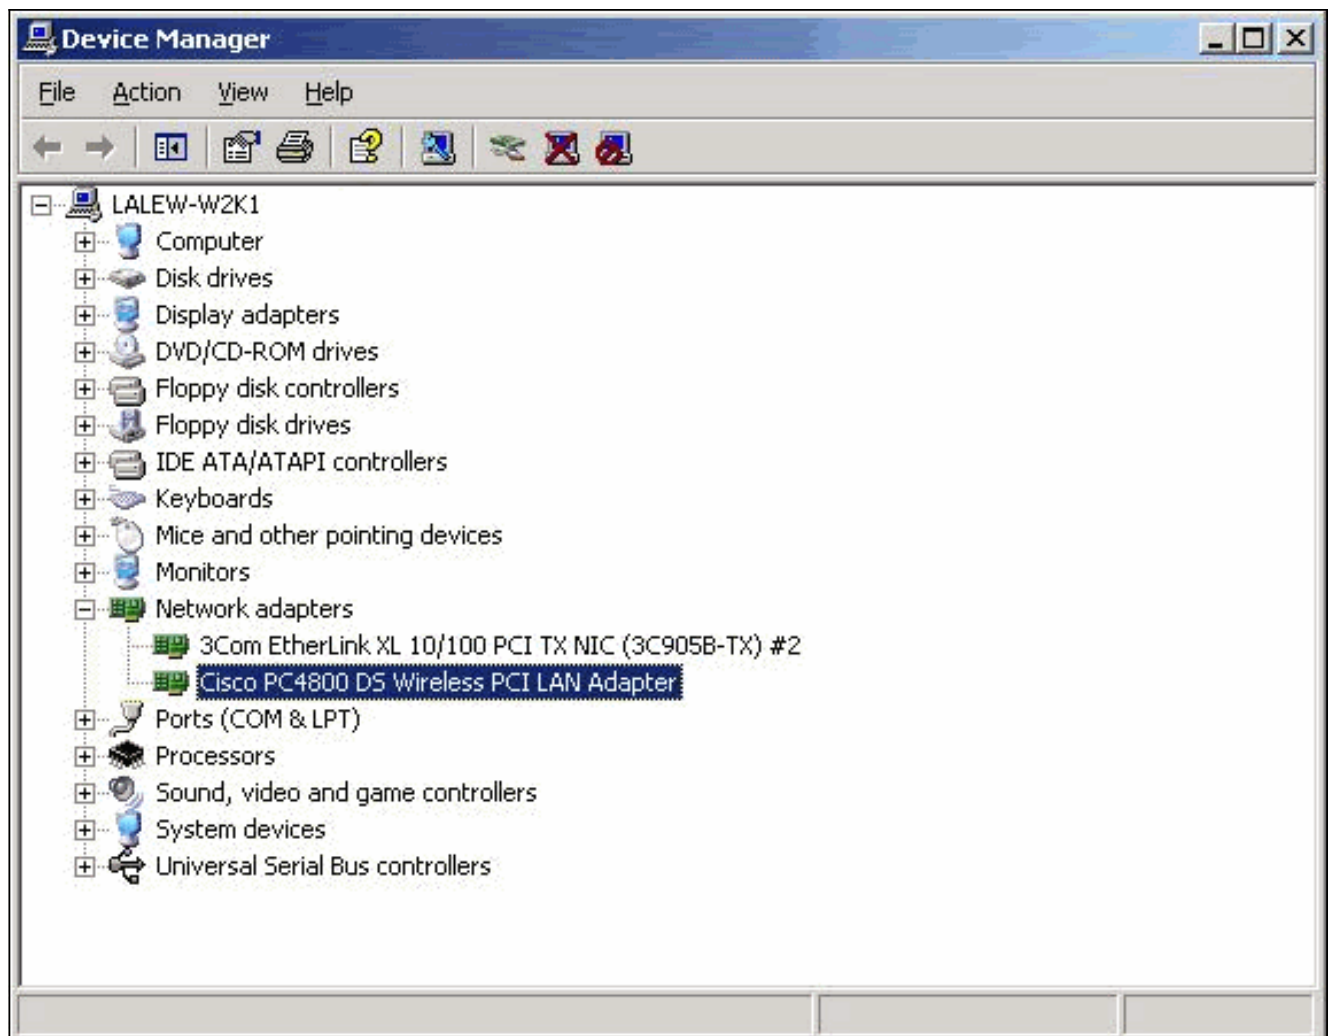 Device Manager
File Action View Help
LALEW-W2K1
Computer
Disk drives
Display adapters
DVD/CD-ROM drives
Floppy disk controllers
Floppy disk drives
IDE ATA/ATAPI controllers
Keyboards
Mice and other pointing devices
Monitors
Network adapters
3Com EtherLink XL 10/100 PCI TX NIC (3C905B-TX) #2
Cisco PC4800 DS Wireless PCI LAN Adapter
Ports (COM & LPT)
Processors
Sound, video and game controllers
System devices
Universal Serial Bus controllers